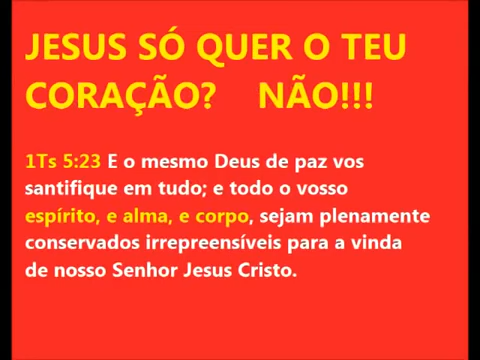 JESUS SÓ QUER O TEU
CORAÇÃO? NÃO!!!
1Ts 5:23 E o mesmo Deus de paz vos
santifique em tudo; e todo o vosso
espírito, e alma, e corpo, sejam plenamente
conservados irrepreensíveis para a vinda
de nosso Senhor Jesus Cristo.